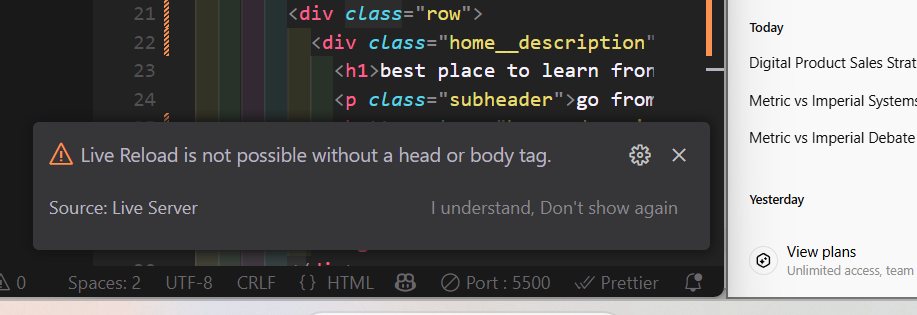 21 <div class="row">
22 <div class="home__description"
23 <h1>best place to learn fron
24 <p class="subheader">go from
Live Reload is not possible without a head or body tag.
Source: Live Server
I understand, Don't show again
0 Spaces: 2 UTF-8 CRLF {} HTML Port : 5500 Prettier
Today
Digital Product Sales Strat
Metric vs Imperial Systems
Metric vs Imperial Debate
Yesterday
View plans
Unlimited access, team